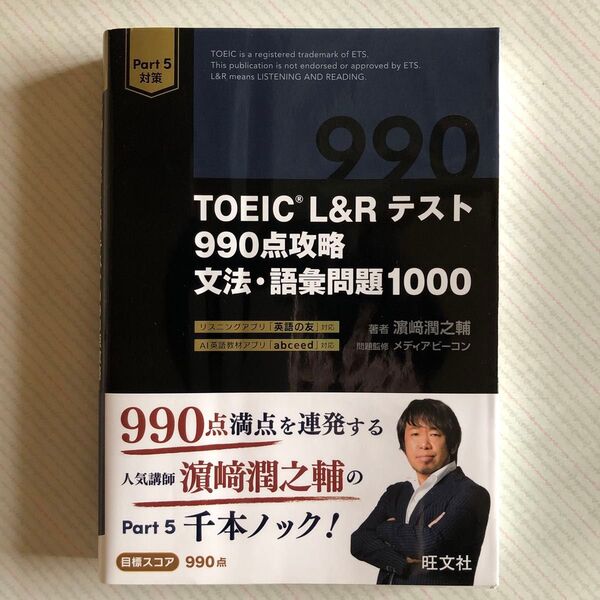 Part 5
対策
TOEIC is a registered trademark of ETS.
This publication is not endorsed or approved by ETS.
L&R means LISTENING AND READING.
990
TOEIC® L&R テスト
990点攻略
文法・語彙問題1000
リスニングアプリ「英語の友」対応
AI英語教材アプリ「abceed」対応
著者 濵﨑潤之輔
問題監修 メディアビーコン
990点満点を連発する
人気講師 濵﨑潤之輔の
Part 5 千本ノック!
目標スコア 990点
旺文社